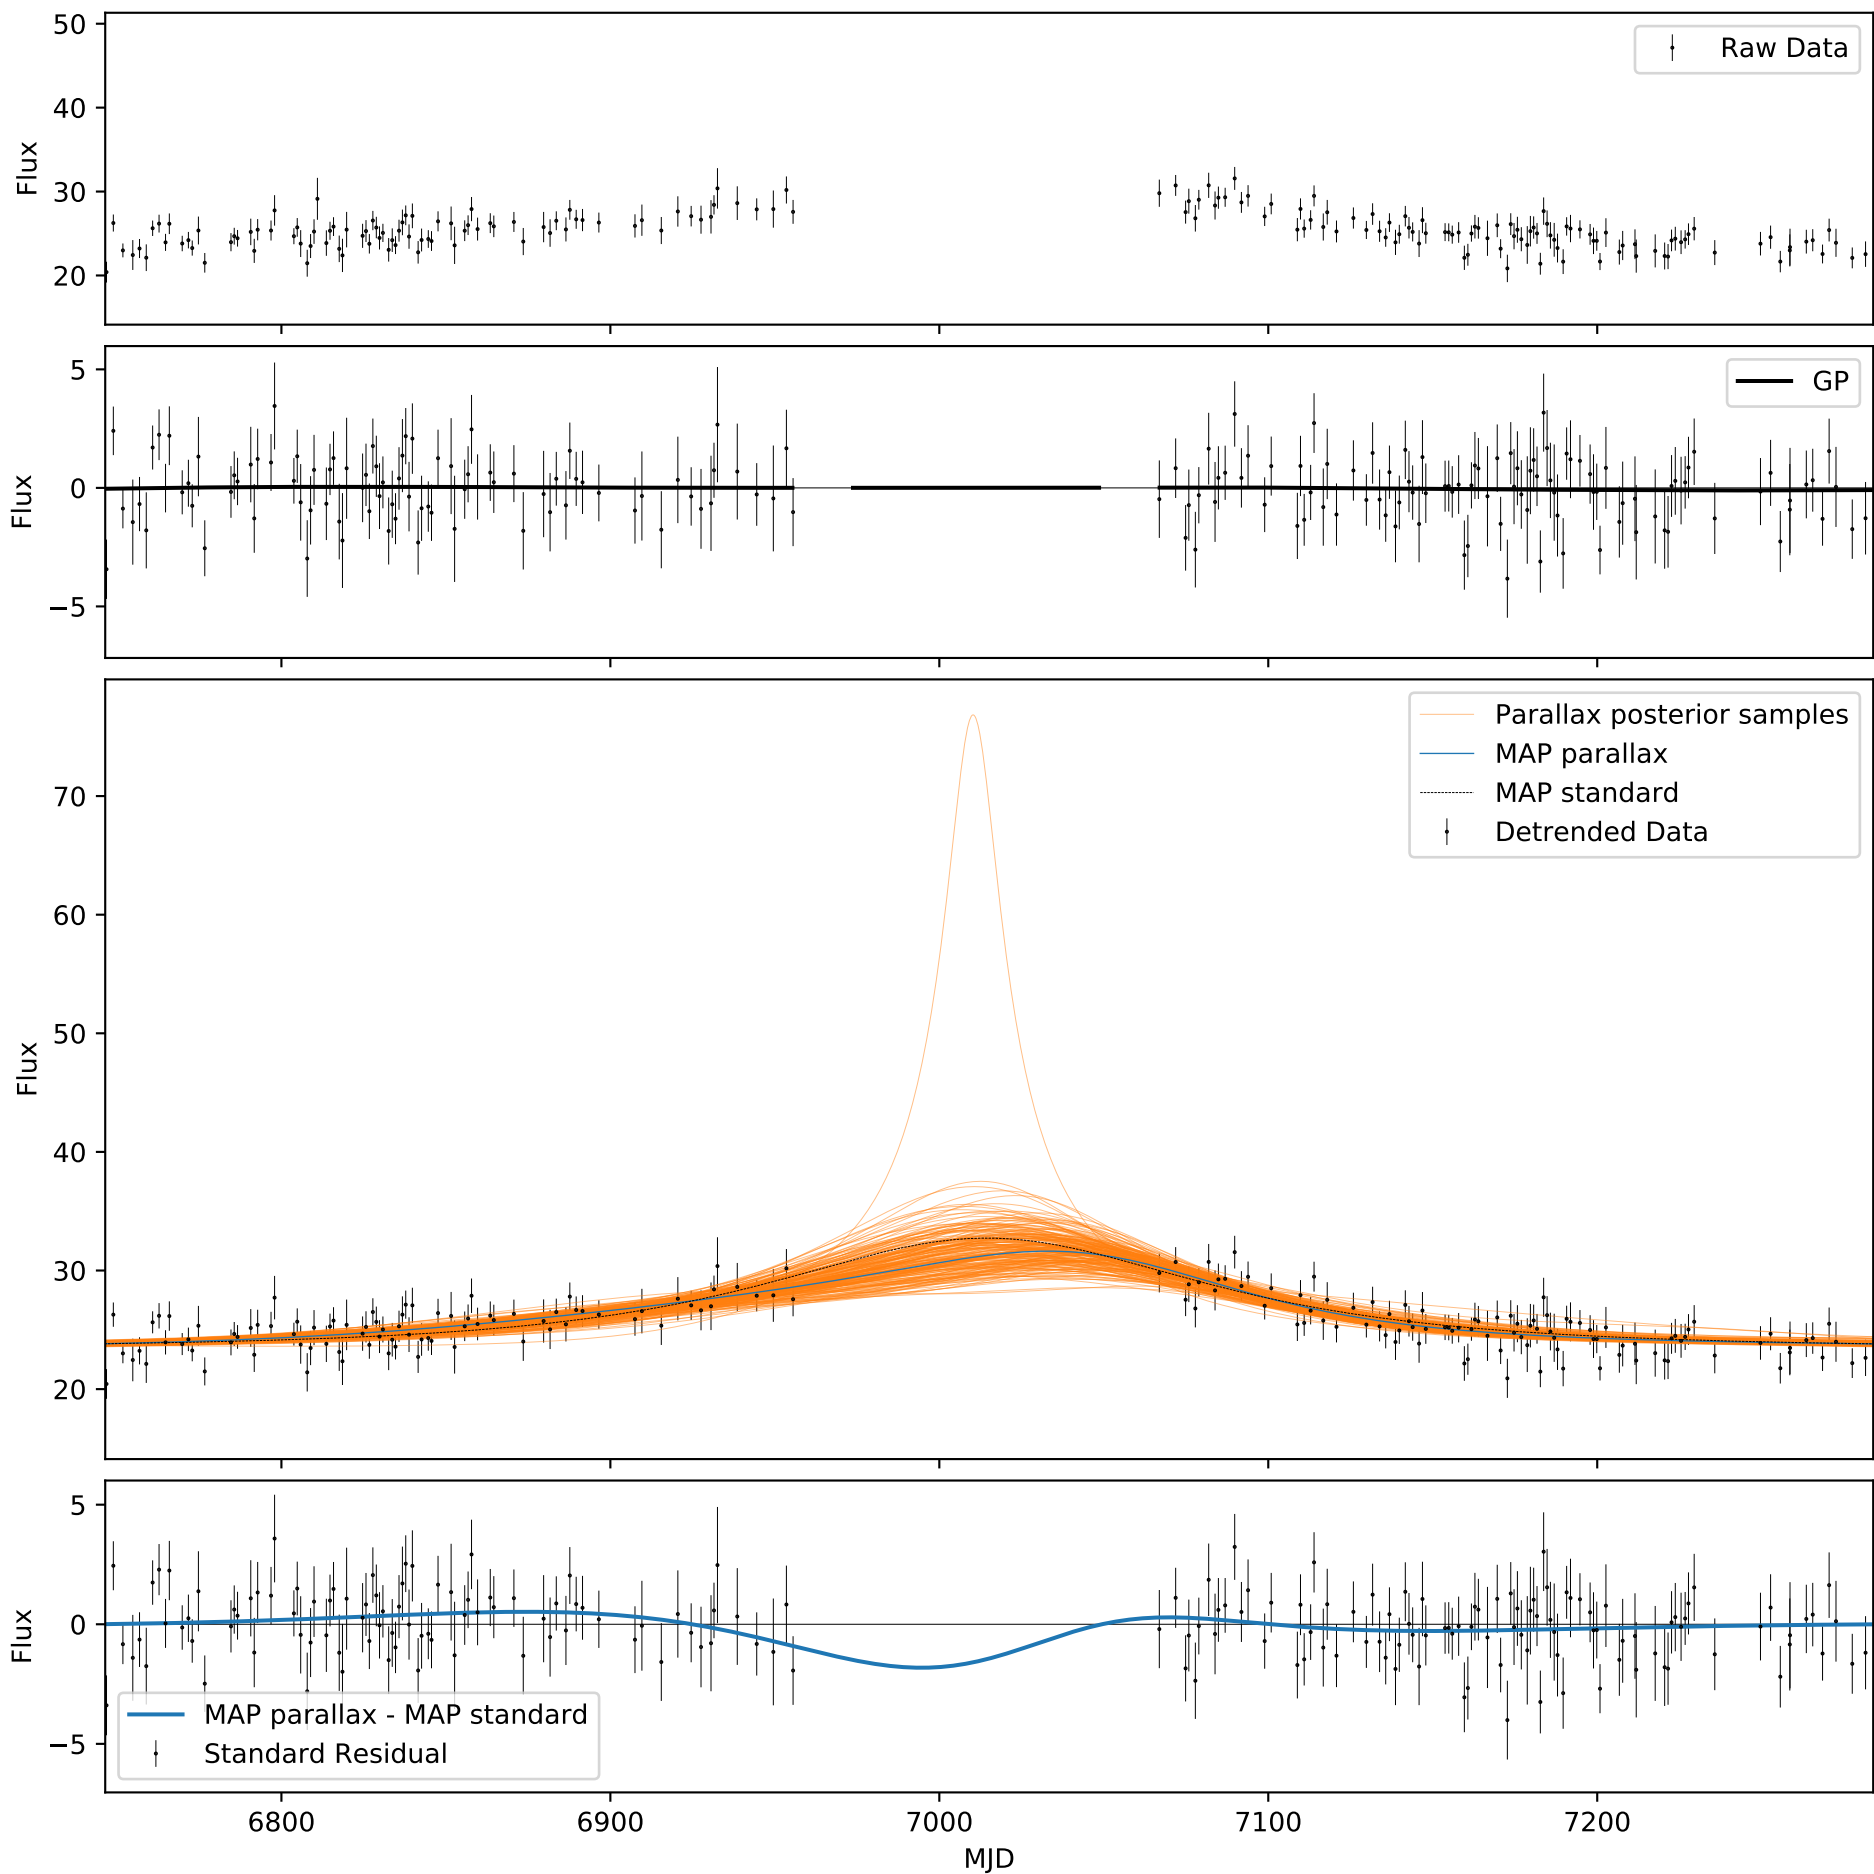 50
40
30
20
Flux
Raw Data
5
0
−5
Flux
GP
70
60
50
40
30
20
Flux
Parallax posterior samples
MAP parallax
MAP standard
Detrended Data
5
0
−5
Flux
MAP parallax - MAP standard
Standard Residual
6800 6900 7000 7100 7200
MJD